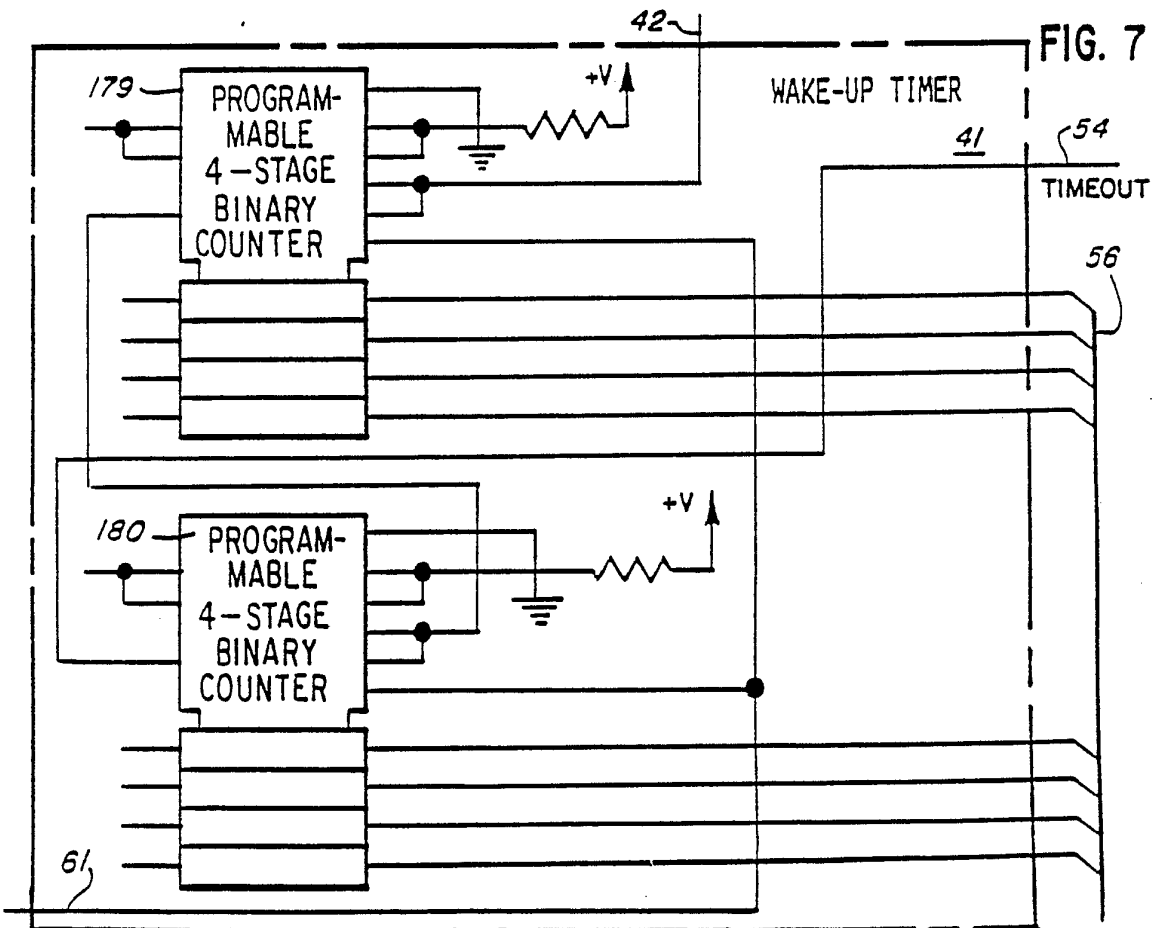 42
FIG. 7
179
PROGRAM-
MABLE
4-STAGE
BINARY
COUNTER
+V
WAKE-UP TIMER
41
54
TIMEOUT
56
180
PROGRAM-
MABLE
4-STAGE
BINARY
COUNTER
+V
61